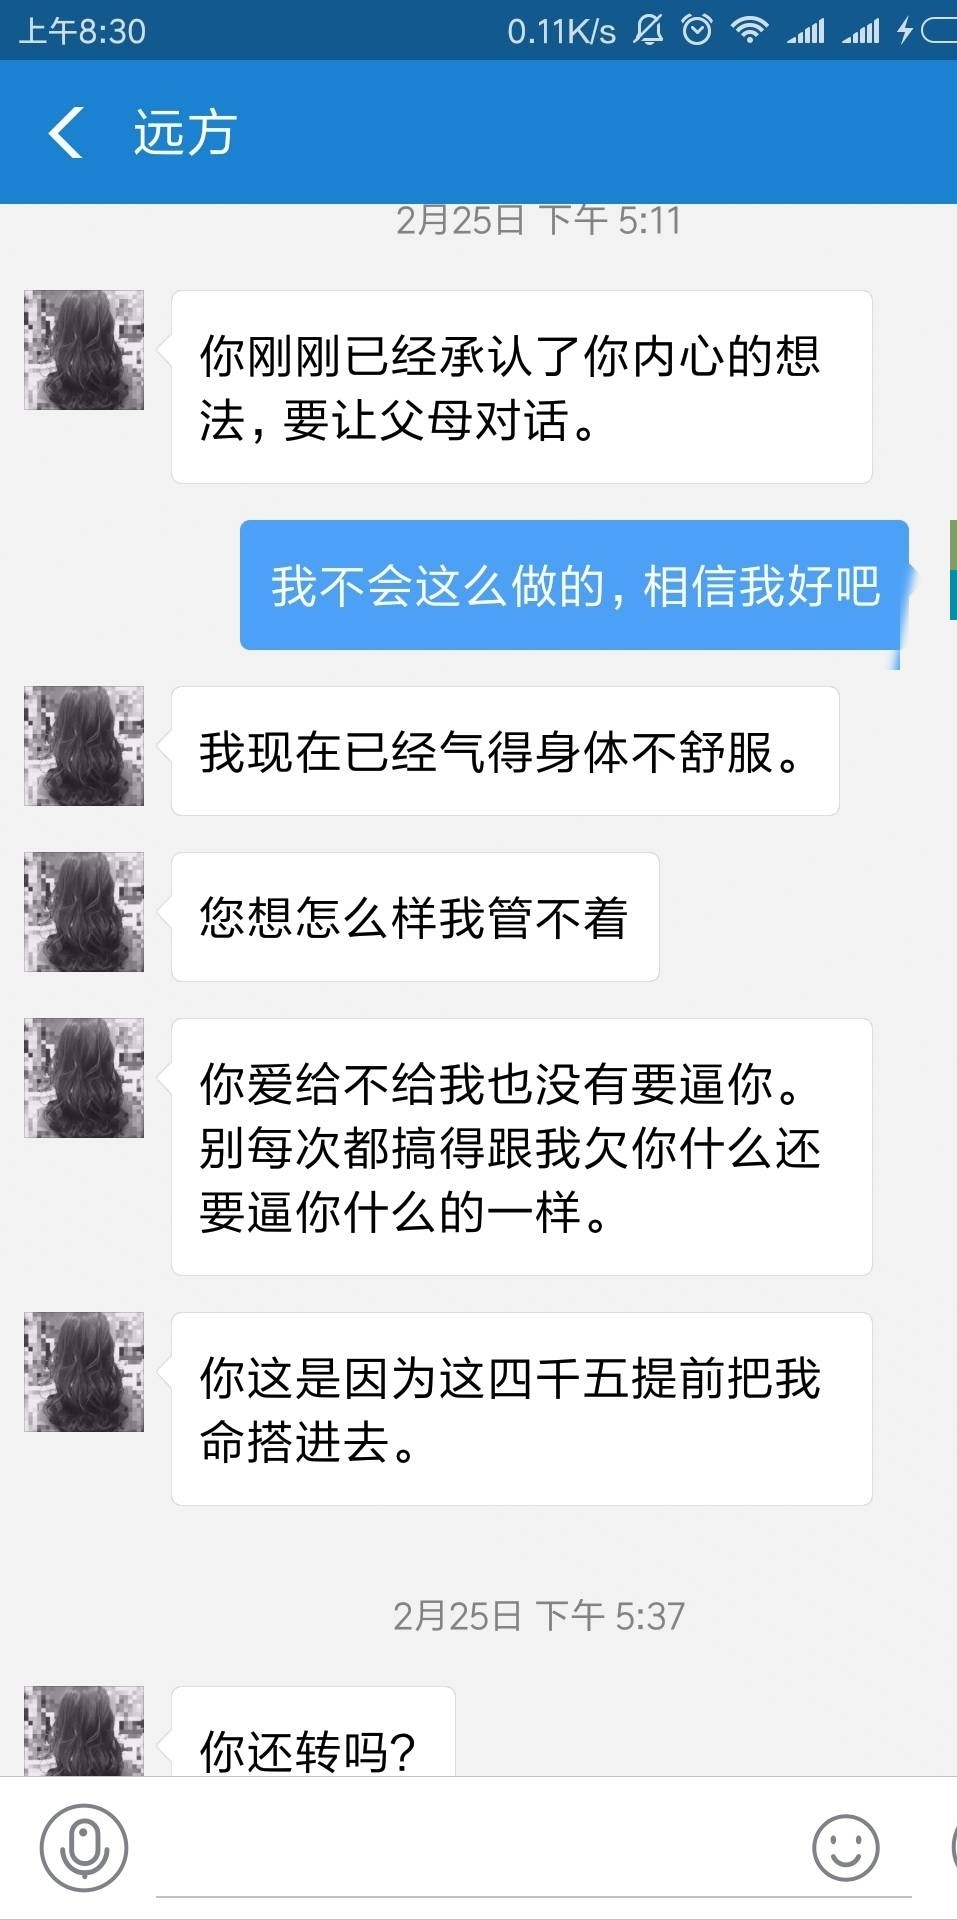 上午8:30 0.11K/s
远方
2月25日 下午 5:11
你刚刚已经承认了你内心的想
法，要让父母对话。
我不会这么做的，相信我好吧
我现在已经气得身体不舒服。
您想怎么样我管不着
你爱给不给我也没有要逼你。
别每次都搞得跟我欠你什么还
要逼你什么的一样。
你这是因为这四千五提前把我
命搭进去。
2月25日 下午 5:37
你还转吗?